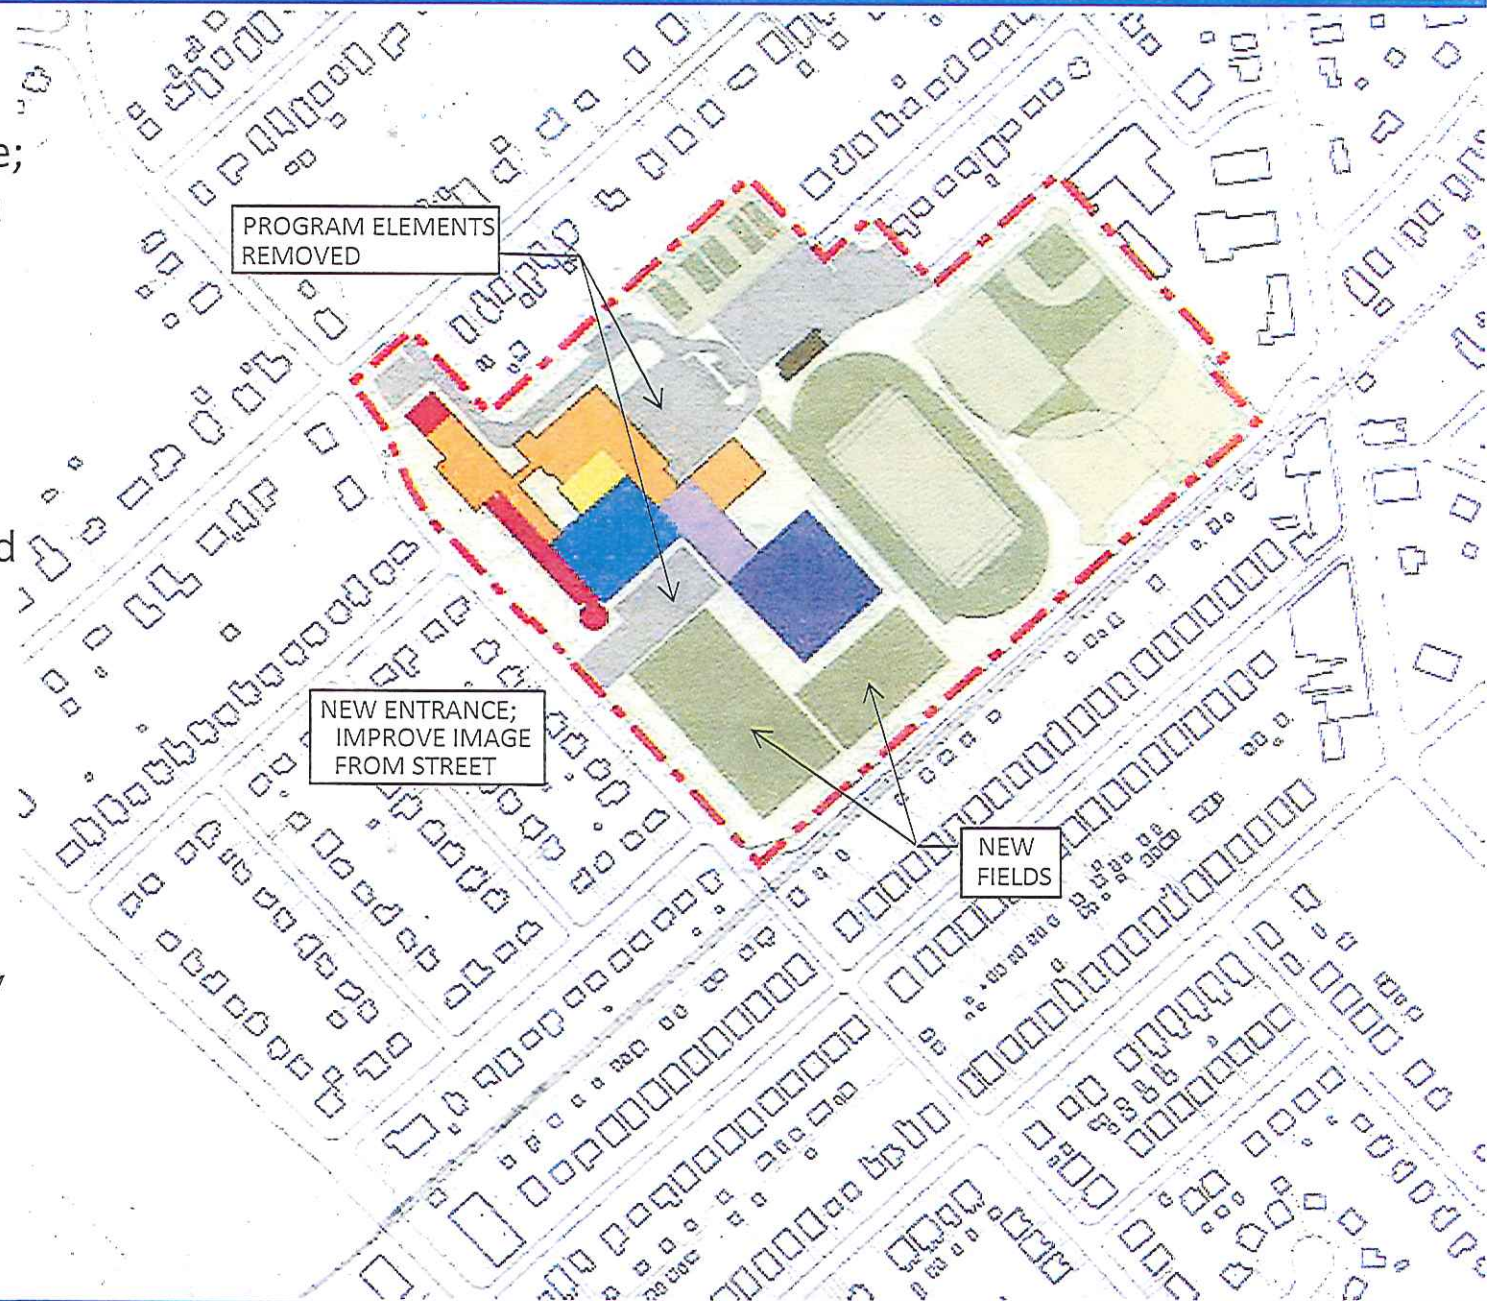 e;
PROGRAM ELEMENTS
REMOVED
d
NEW ENTRANCE;
IMPROVE IMAGE
FROM STREET
NEW
FIELDS